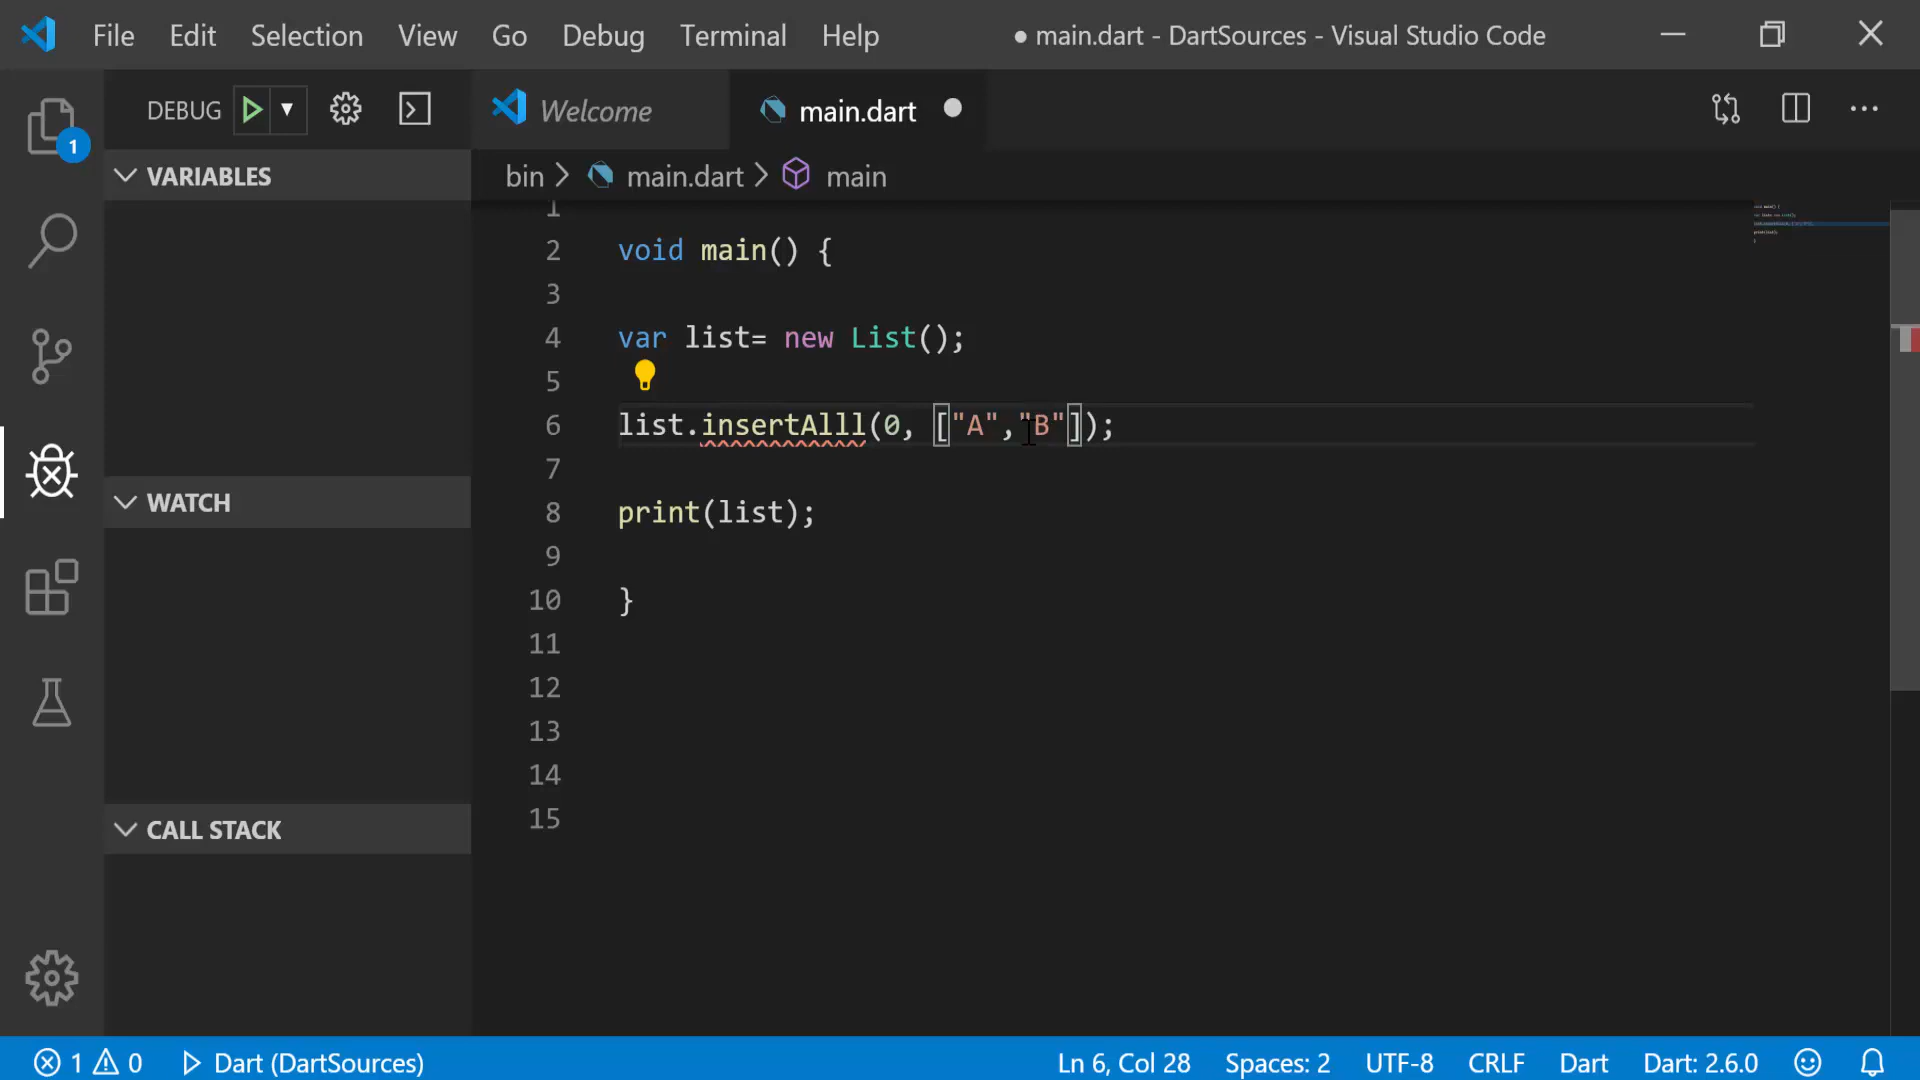 File Edit Selection View Go Debug Terminal Help ● main.dart - DartSources - Visual Studio Code
DEBUG Welcome main.dart
1
VARIABLES bin > main.dart > main
1
2 void main() {
3
4 var list= new List();
5
6 list.insertAlll(0, ["A","B"]);
7
WATCH
8 print(list);
9
10 }
11
12
13
14
15
CALL STACK
1 0 Dart (DartSources) Ln 6, Col 28 Spaces: 2 UTF-8 CRLF Dart Dart: 2.6.0